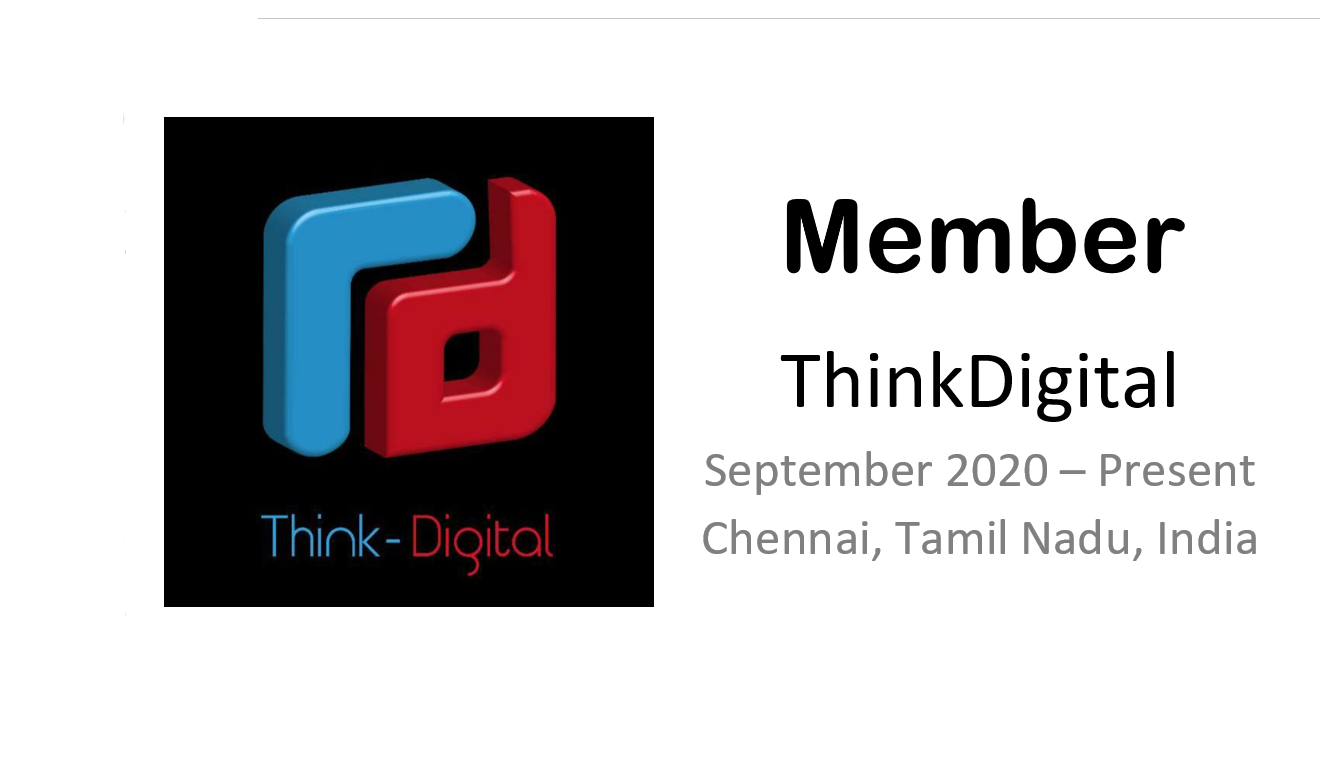 Think-Digital
Member
ThinkDigital
September 2020 – Present
Chennai, Tamil Nadu, India